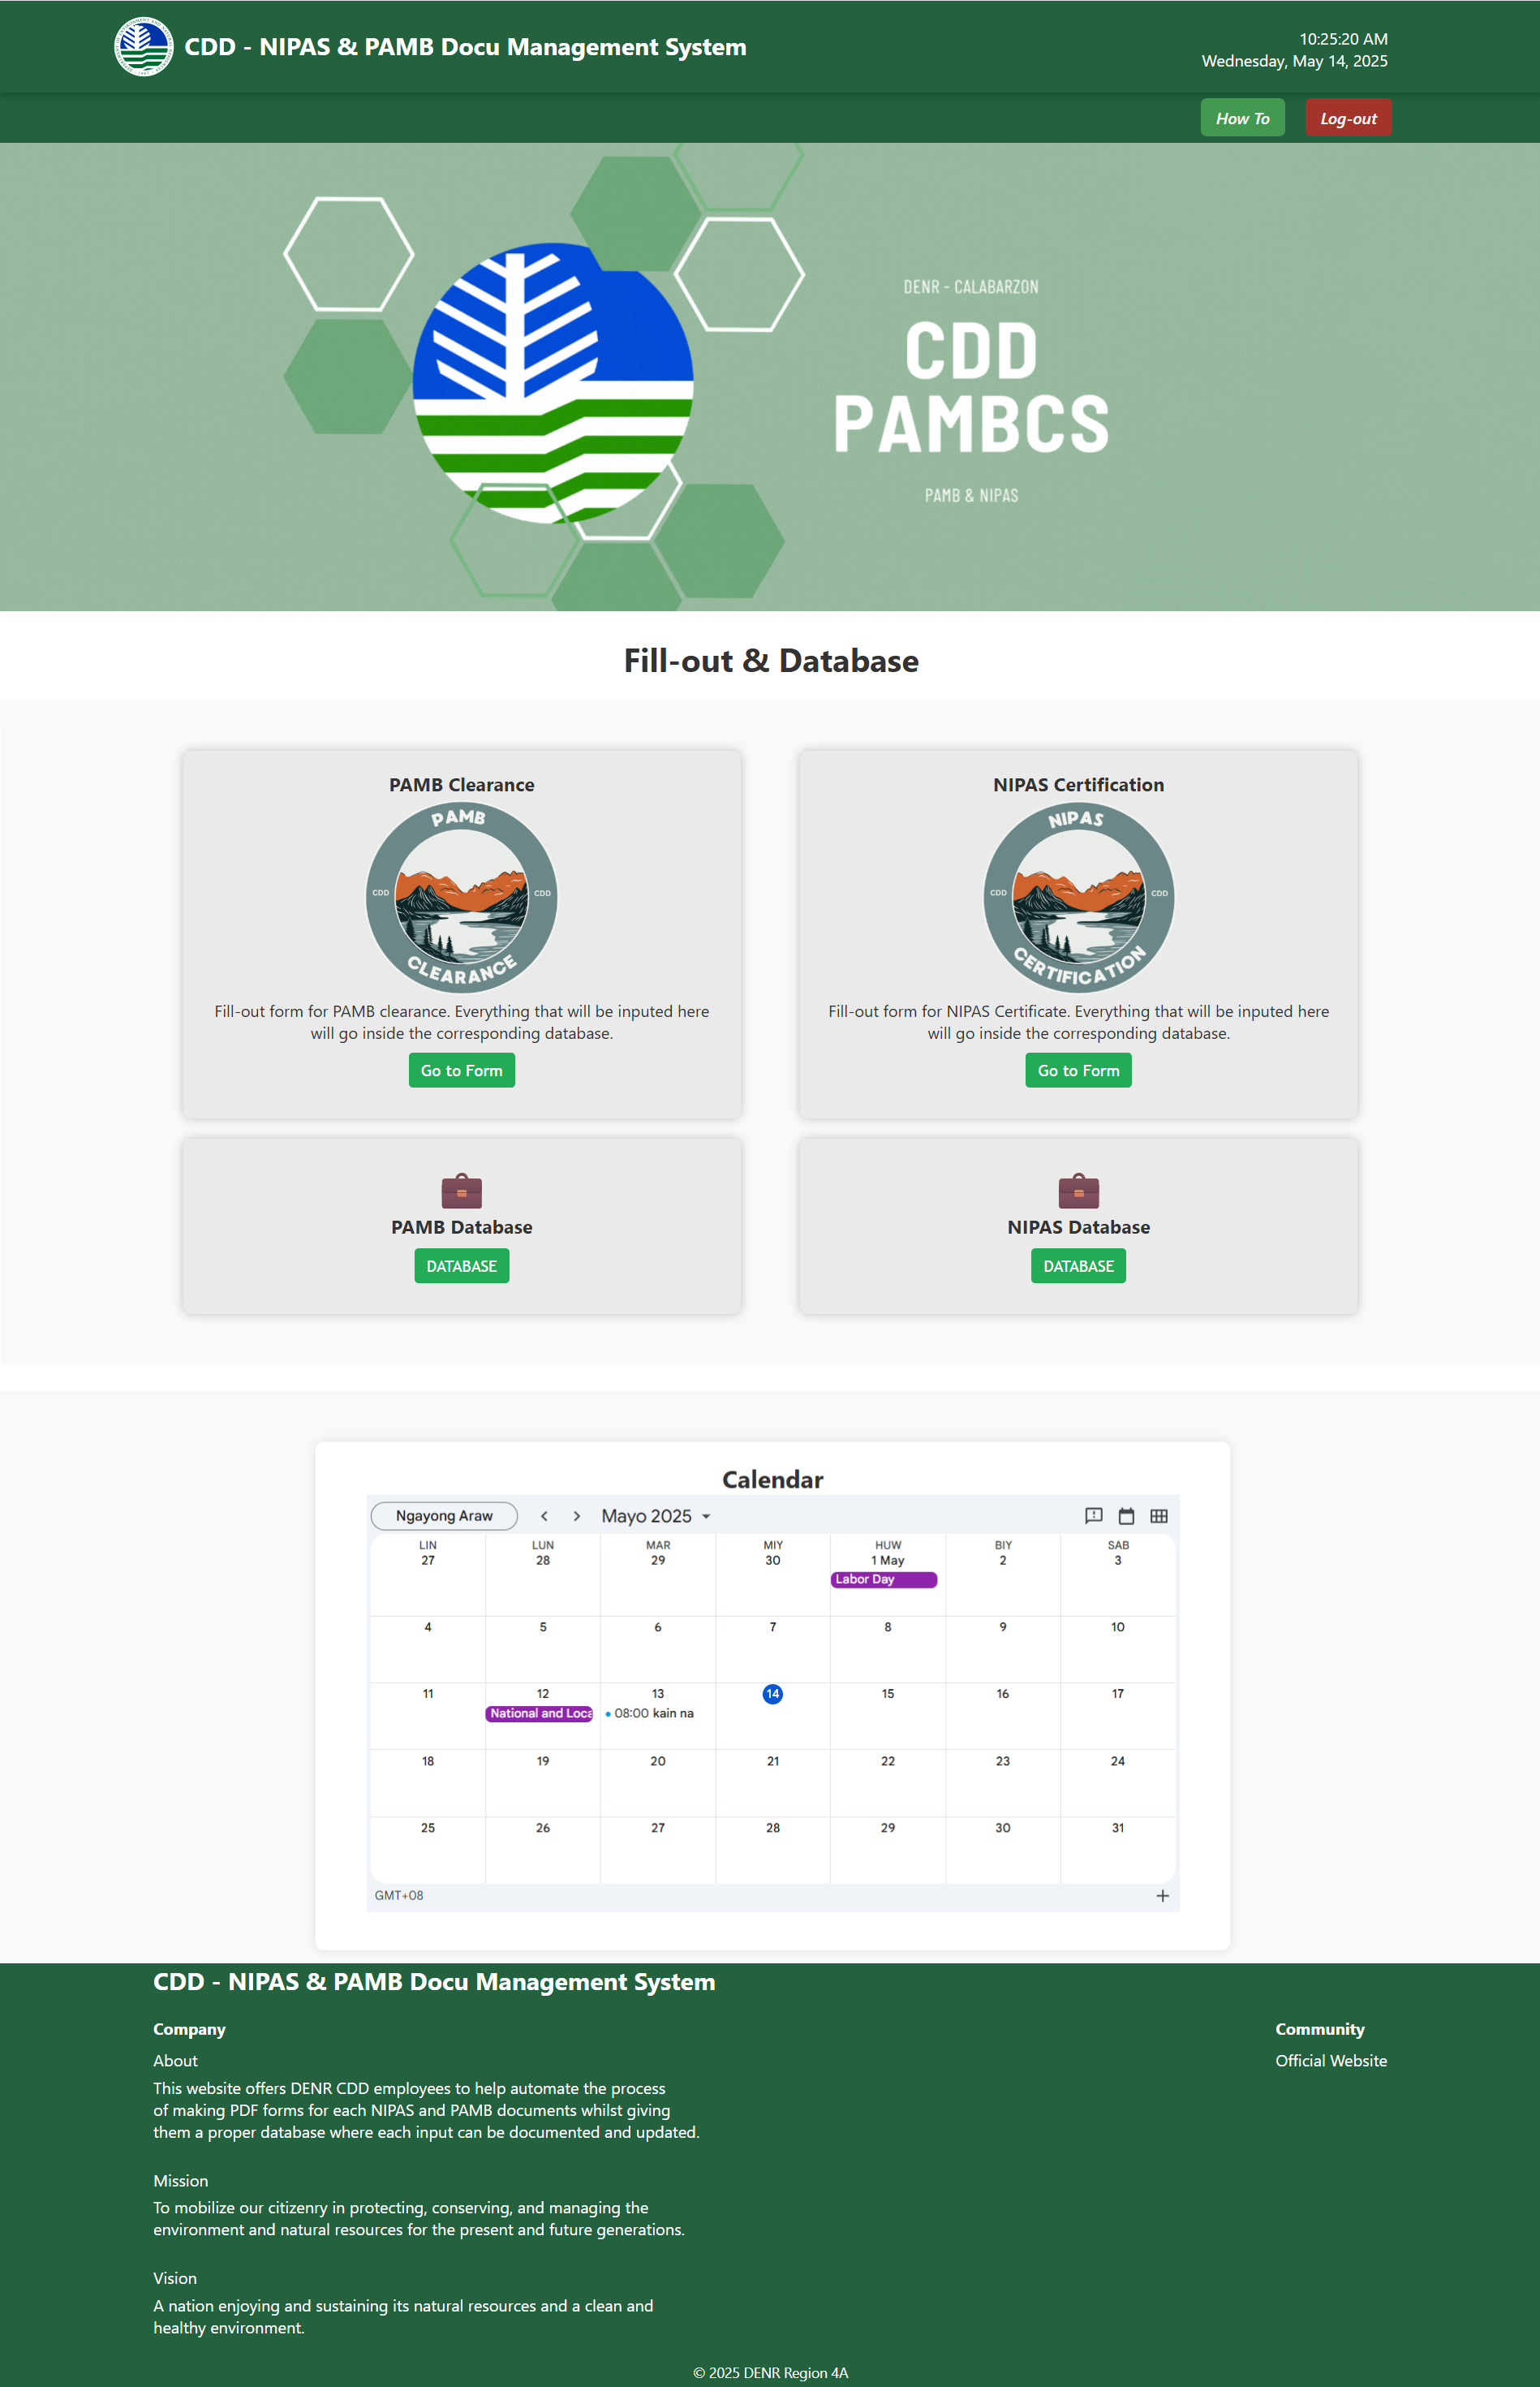 CDD - NIPAS & PAMB Docu Management System
10:25:20 AM
Wednesday, May 14, 2025
How To
Log-out
DENR - CALABARZON
CDD
PAMBCS
PAMB & NIPAS
Fill-out & Database
PAMB Clearance
PAMB
CDD
CDD
CLEARANCE
Fill-out form for PAMB clearance. Everything that will be inputed here
will go inside the corresponding database.
Go to Form
NIPAS Certification
NIPAS
CDD
CDD
CERTIFICATION
Fill-out form for NIPAS Certificate. Everything that will be inputed here
will go inside the corresponding database.
Go to Form
PAMB Database
DATABASE
NIPAS Database
DATABASE
Calendar
Ngayong Araw
Mayo 2025
LIN LUN MAR MIY HUW BIY SAB
27 28 29 30 1 May 2 3
Labor Day
4 5 6 7 8 9 10
11 12 13 14 15 16 17
National and Loca
08:00 kain na
18 19 20 21 22 23 24
25 26 27 28 29 30 31
GMT+08
CDD - NIPAS & PAMB Docu Management System
Company
About
This website offers DENR CDD employees to help automate the process
of making PDF forms for each NIPAS and PAMB documents whilst giving
them a proper database where each input can be documented and updated.
Mission
To mobilize our citizenry in protecting, conserving, and managing the
environment and natural resources for the present and future generations.
Vision
A nation enjoying and sustaining its natural resources and a clean and
healthy environment.
Community
Official Website
© 2025 DENR Region 4A